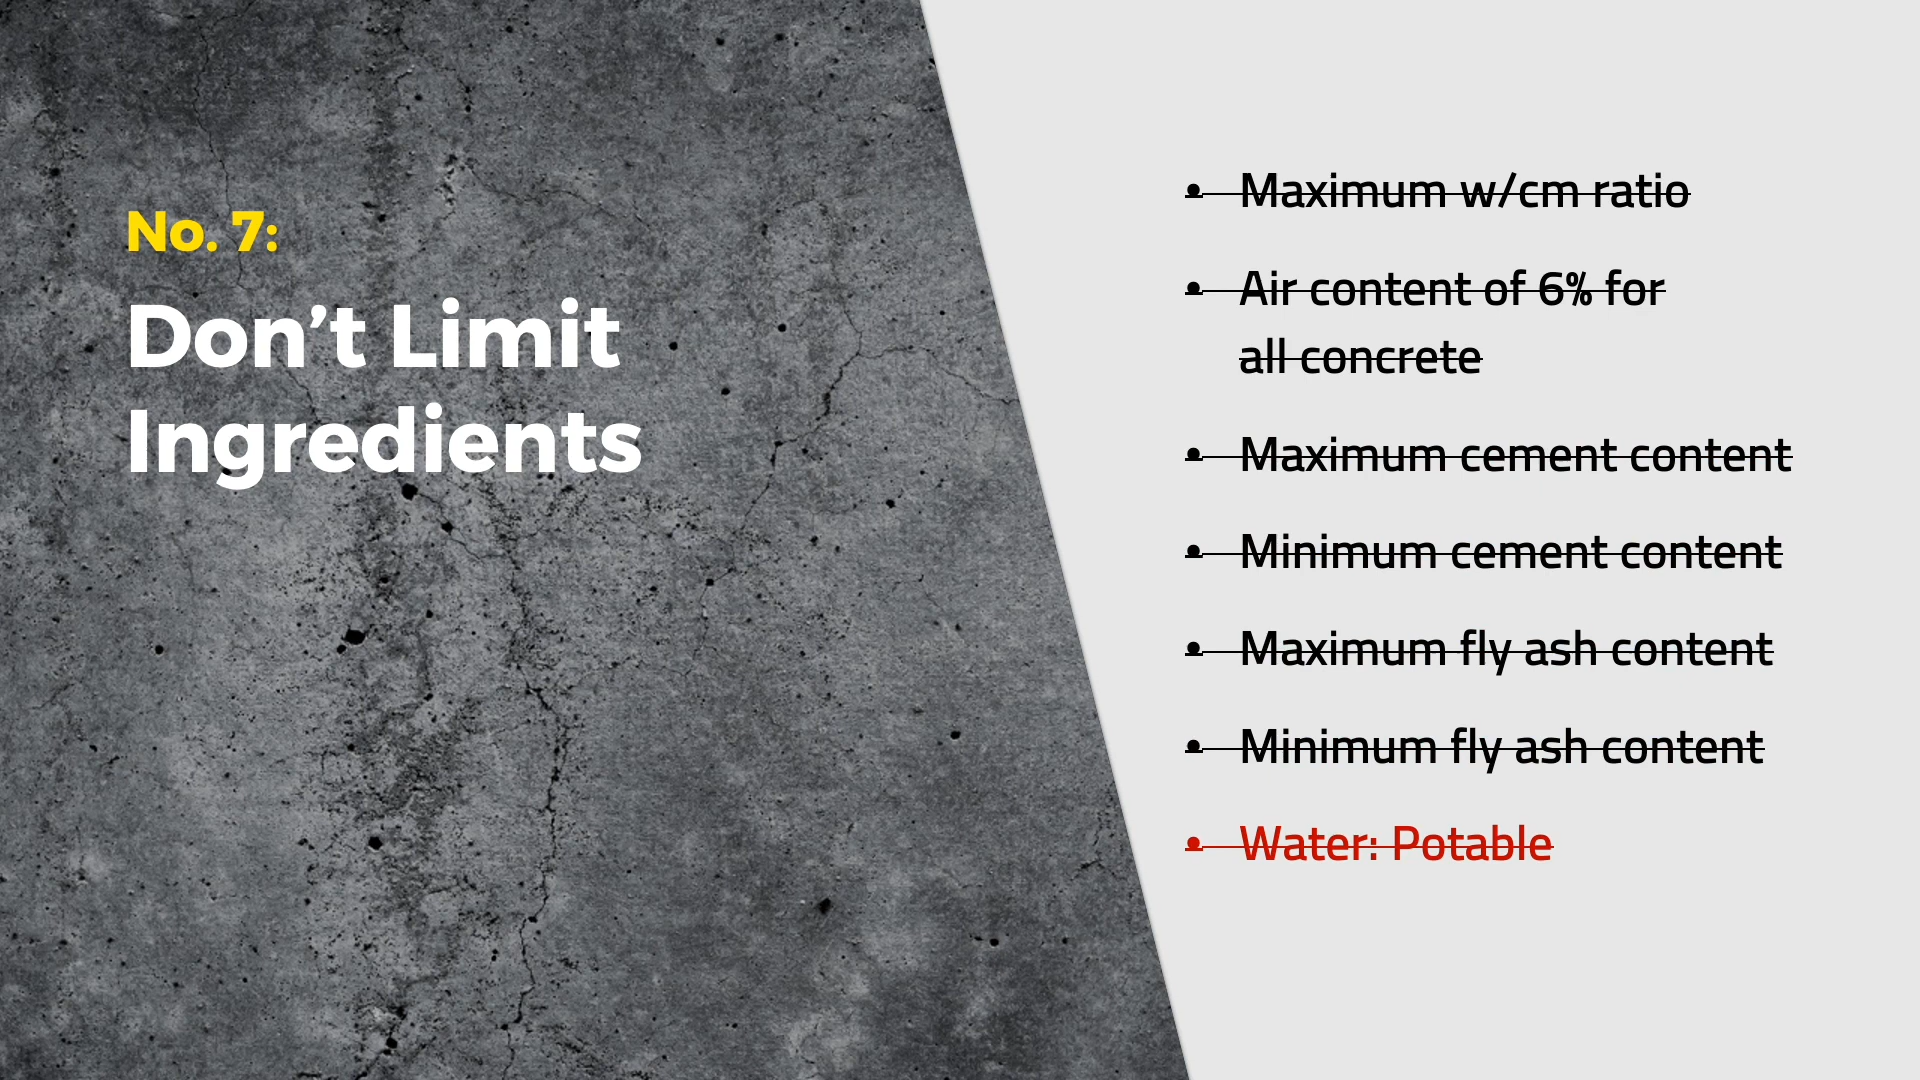 No. 7:
Don’t Limit
Ingredients
• Maximum w/cm ratio
• Air content of 6% for
all concrete
• Maximum cement content
• Minimum cement content
• Maximum fly ash content
• Minimum fly ash content
• Water: Potable